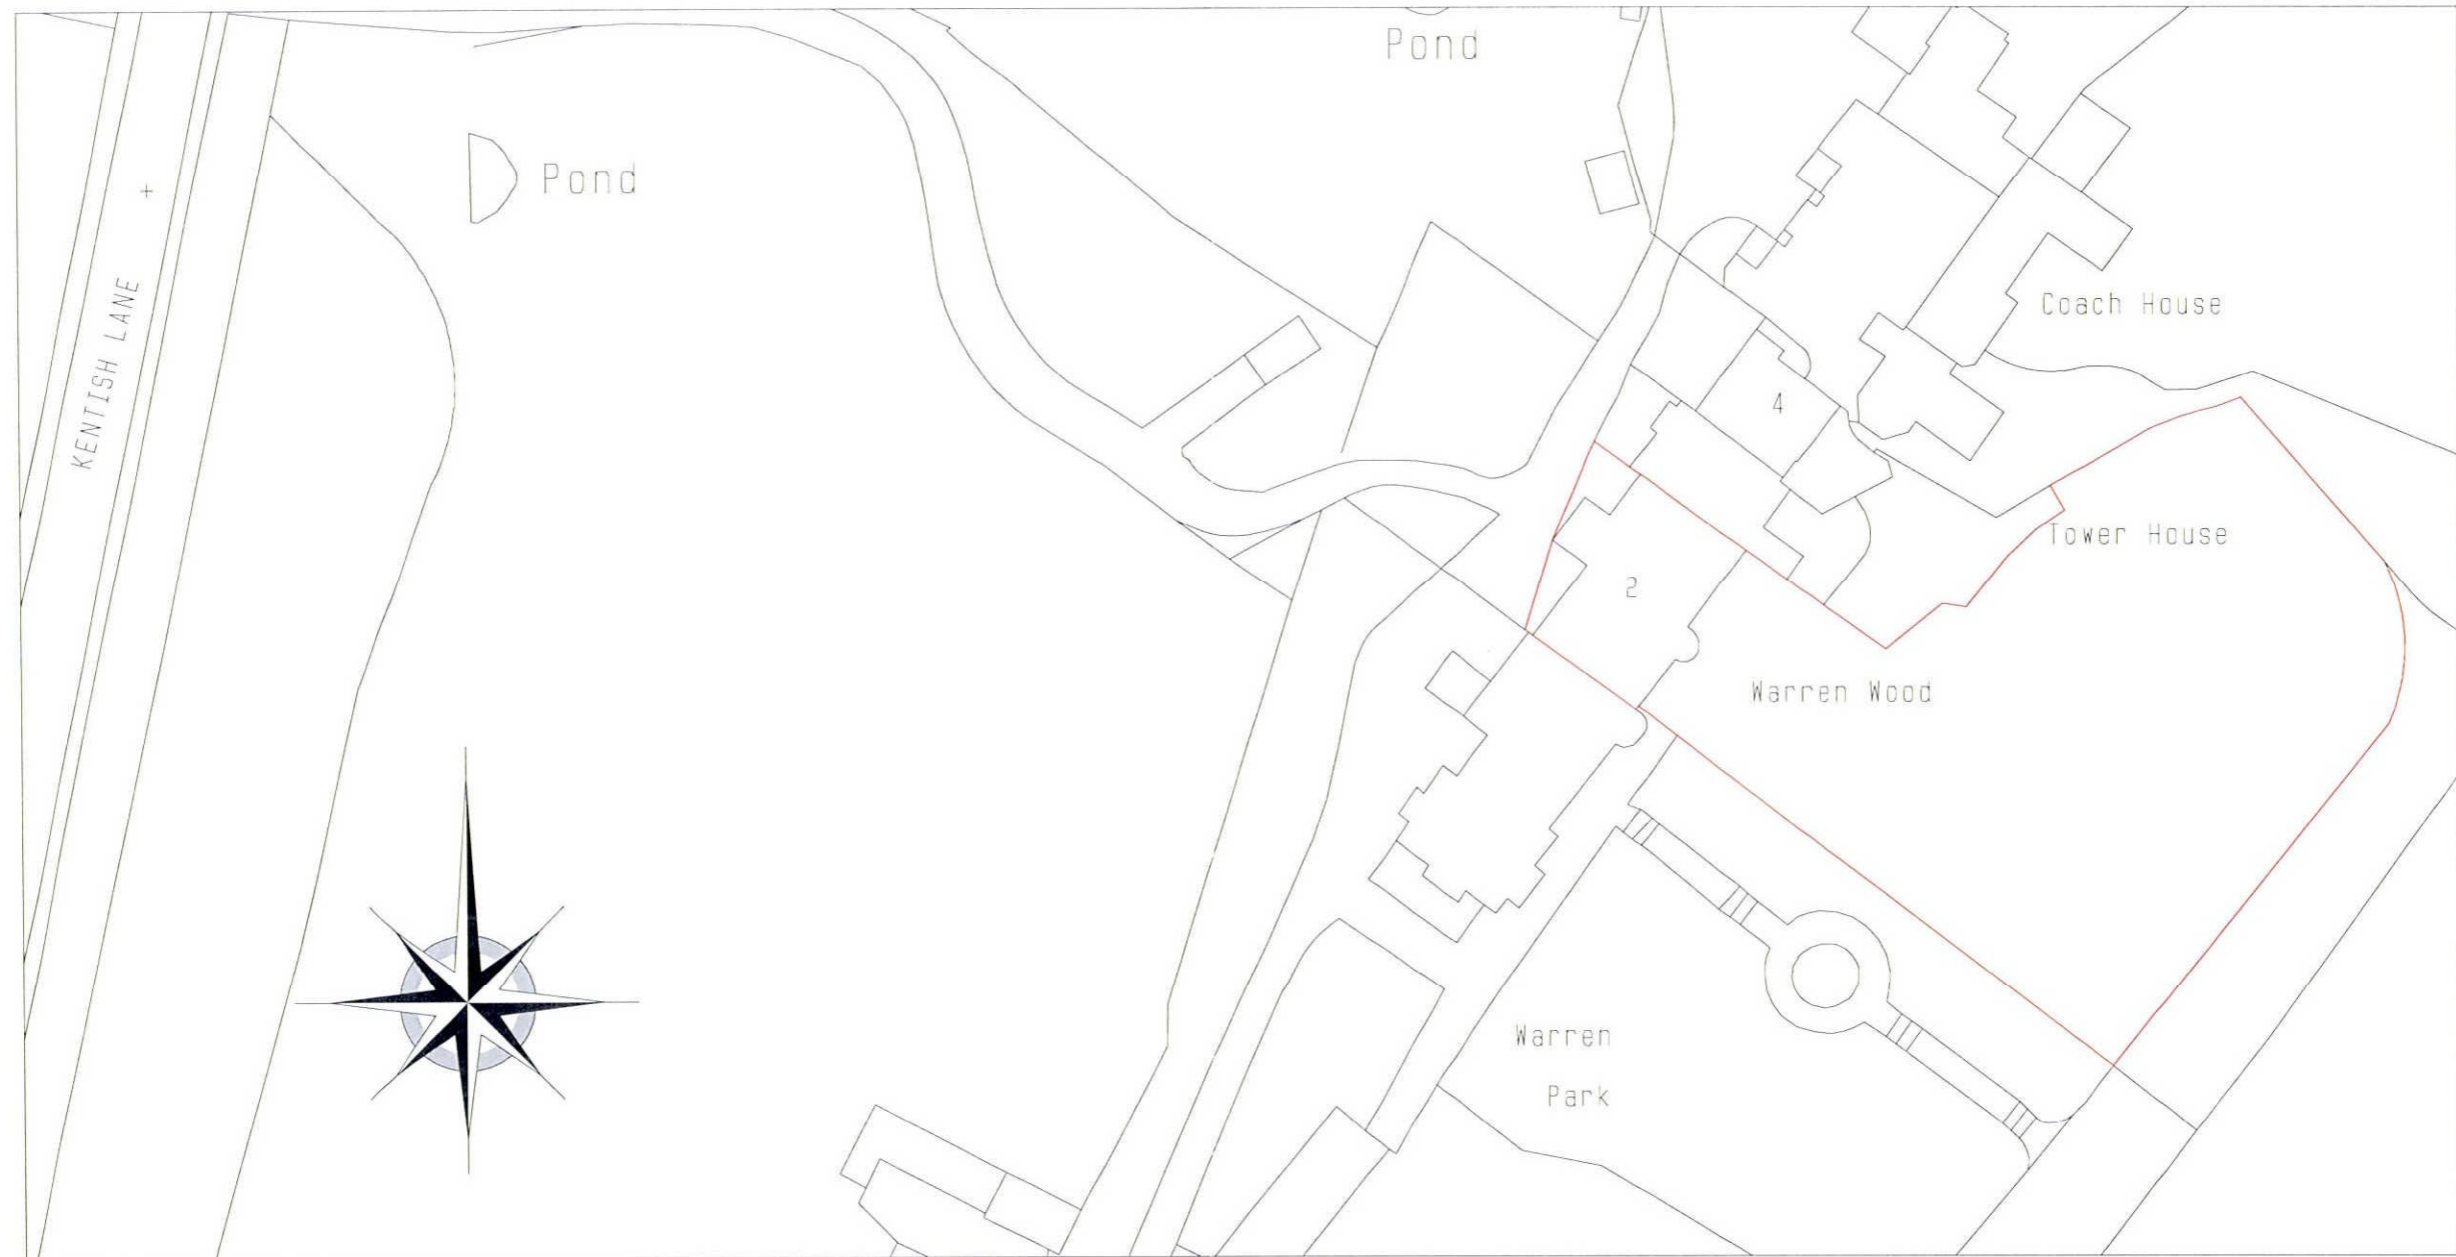 Pond
Pond
KENTISH LANE
Coach House
4
Tower House
2
Warren Wood
Warren
Park